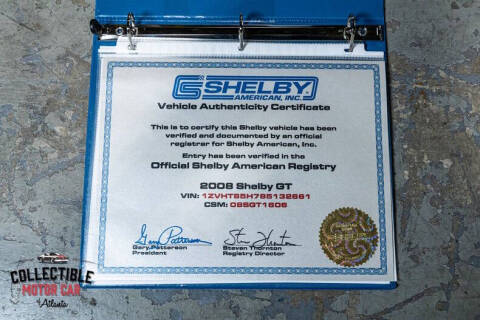 SHELBY
AMERICAN, INC.
Vehicle Authenticity Certificate
This is to certify this Shelby vehicle has been
verified and documented by an official
registrar for Shelby American, Inc.
Entry has been verified in the
Official Shelby American Registry
2008 Shelby GT
VIN: 1ZVHT85H785132661
CSM: 08SGT1606
Gary Patterson
President
Steven Thornton
Registry Director
COLLECTIBLE
MOTOR CAR
Atlanta